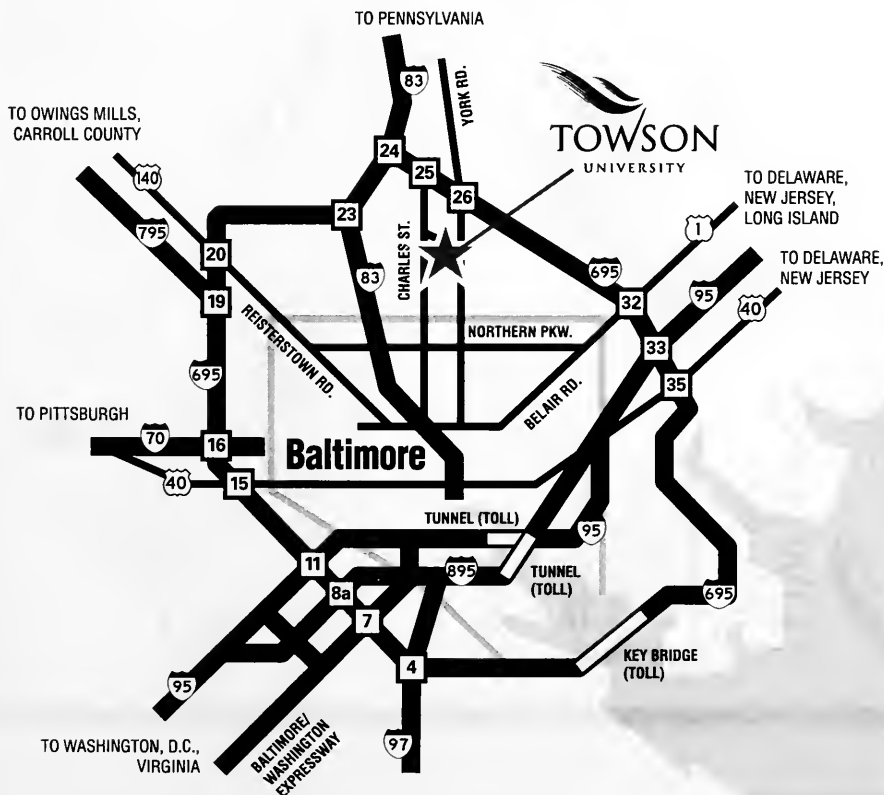 TO PENNSYLVANIA
83
YORK RD.
TOWSON
UNIVERSITY
TO OWINGS MILLS,
CARROLL COUNTY
140
795
24
25
26
23
20
19
CHARLES ST.
83
695
TO DELAWARE,
NEW JERSEY,
LONG ISLAND
1
TO DELAWARE,
NEW JERSEY
95
40
32
33
35
REISTERSTOWN RD.
NORTHERN PKW.
BELAIR RD.
695
TO PITTSBURGH
70
16
40
15
Baltimore
TUNNEL (TOLL)
95
11
895
TUNNEL
(TOLL)
8a
7
695
4
KEY BRIDGE
(TOLL)
95
97
TO WASHINGTON, D.C.,
VIRGINIA
BALTIMORE/
WASHINGTON
EXPRESSWAY